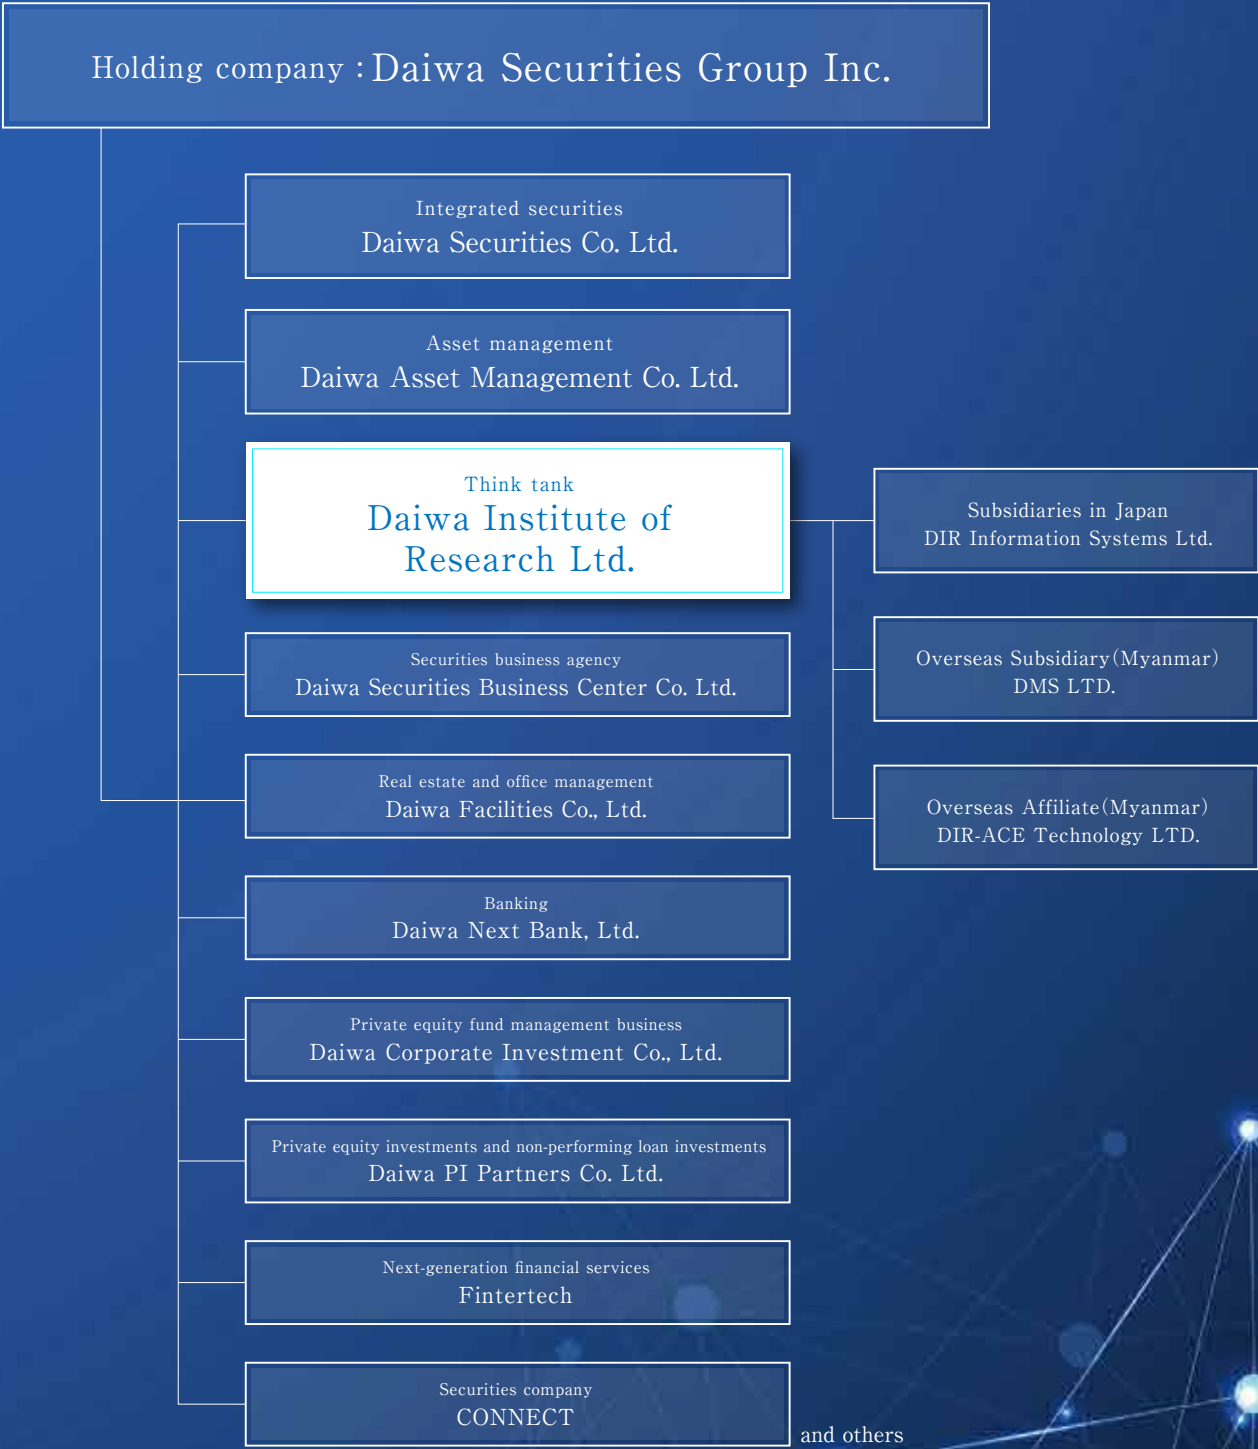 Holding company : Daiwa Securities Group Inc.
Integrated securities
Daiwa Securities Co. Ltd.
Asset management
Daiwa Asset Management Co. Ltd.
Think tank
Daiwa Institute of
Research Ltd.
Subsidiaries in Japan
DIR Information Systems Ltd.
Overseas Subsidiary(Myanmar)
DMS LTD.
Overseas Affiliate(Myanmar)
DIR-ACE Technology LTD.
Securities business agency
Daiwa Securities Business Center Co. Ltd.
Real estate and office management
Daiwa Facilities Co., Ltd.
Banking
Daiwa Next Bank, Ltd.
Private equity fund management business
Daiwa Corporate Investment Co., Ltd.
Private equity investments and non-performing loan investments
Daiwa PI Partners Co. Ltd.
Next-generation financial services
Fintertech
Securities company
CONNECT
and others